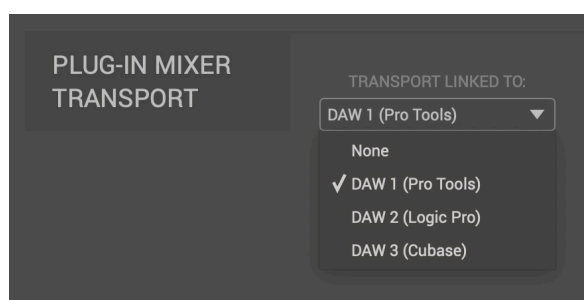 PLUG-IN MIXER
TRANSPORT
TRANSPORT LINKED TO:
DAW 1 (Pro Tools)
None
DAW 1 (Pro Tools)
DAW 2 (Logic Pro)
DAW 3 (Cubase)